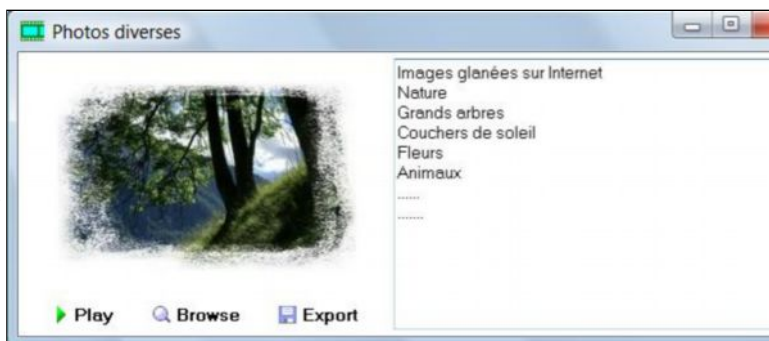 Photos diverses
Images glanées sur Internet
Nature
Grands arbres
Couchers de soleil
Fleurs
Animaux
......
.......
Play Browse Export